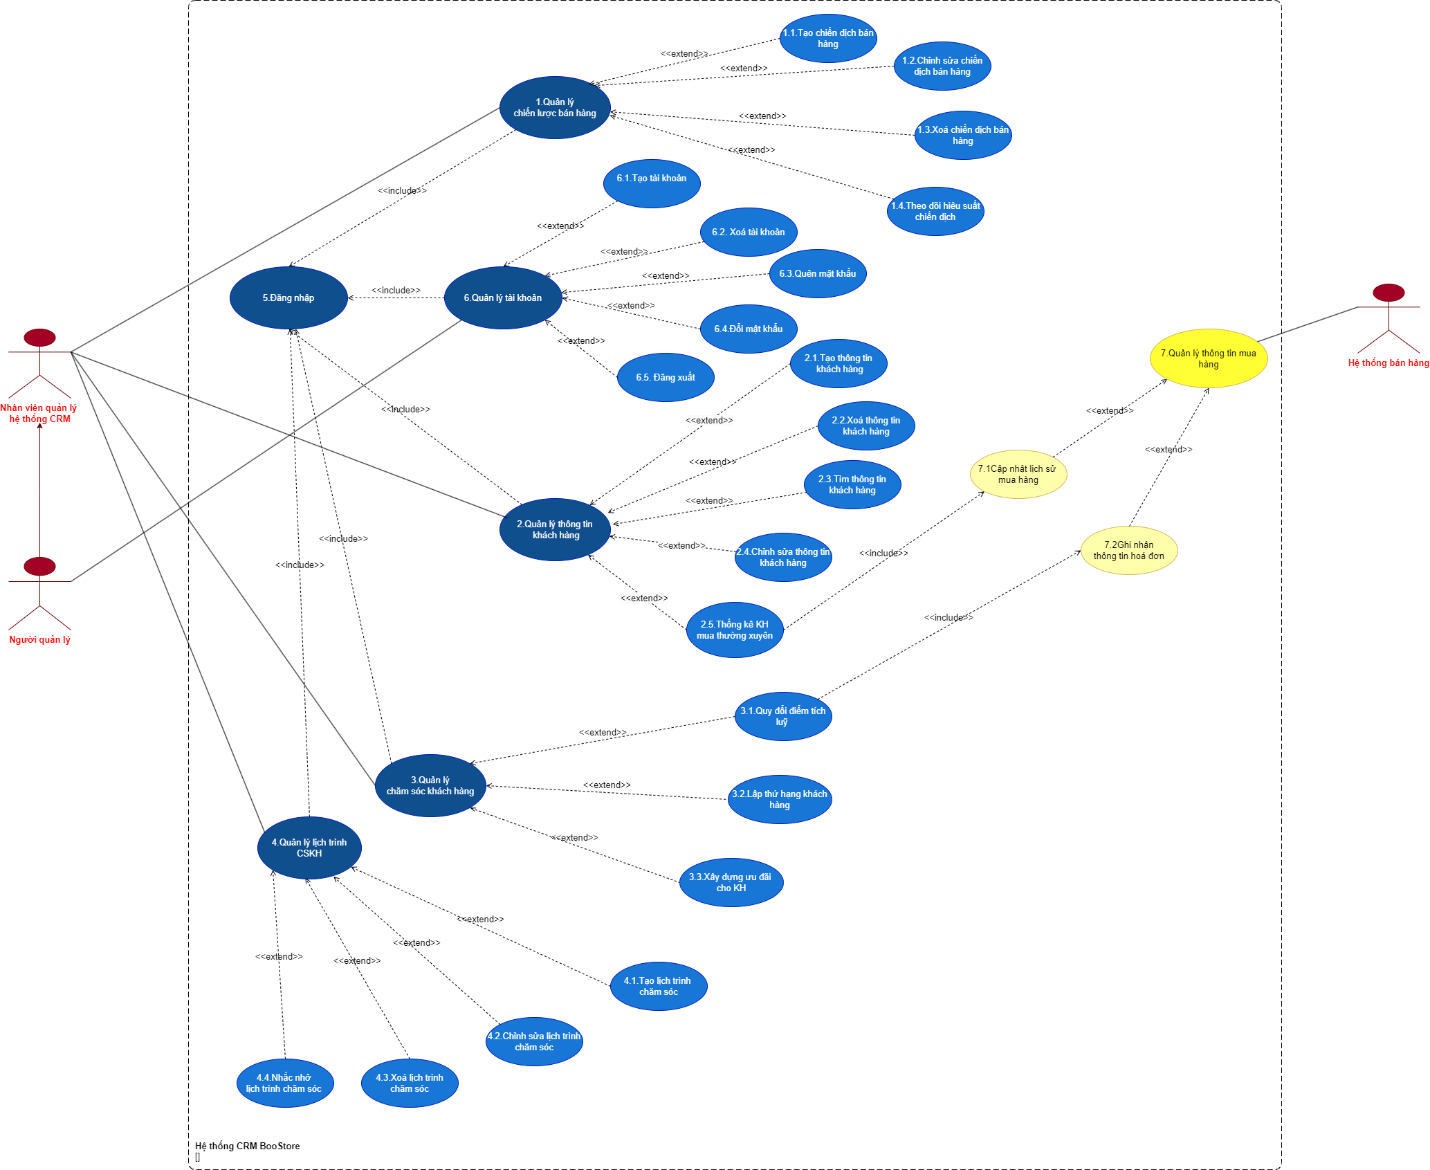 1.1.Tạo chiến dịch bán
hàng
<<extend>>
1.2.Chỉnh sửa chiến
dịch bán hàng
<<extend>>
1.Quản lý
chiến lược bán hàng
<<extend>>
1.3.Xoá chiến dịch bán
hàng
<<extend>>
1.4.Theo dõi hiệu suất
chiến dịch
<<include>>
6.1.Tạo tài khoản
<<extend>>
6.2. Xoá tài khoản
<<extend>>
6.3.Quên mật khẩu
<<extend>>
5.Đăng nhập
<<include>>
6.Quản lý tài khoản
<<extend>>
6.4.Đổi mật khẩu
<<extend>>
6.5. Đăng xuất
2.1.Tạo thông tin
khách hàng
7.Quản lý thông tin mua
hàng
Hệ thống bán hàng
Nhân viên quản lý
hệ thống CRM
<<include>>
<<extend>>
2.2.Xoá thông tin
khách hàng
<<extend>>
<<extend>>
<<extend>>
2.3.Tìm thông tin
khách hàng
<<extend>>
7.1Cập nhật lịch sử
mua hàng
2.Quản lý thông tin
khách hàng
<<include>>
<<extend>>
2.4.Chỉnh sửa thông tin
khách hàng
<<include>>
7.2Ghi nhận
thông tin hoá đơn
<<include>>
<<extend>>
2.5.Thống kê KH
mua thường xuyên
<<include>>
Người quản lý
3.1.Quy đổi điểm tích
luỹ
<<extend>>
3.Quản lý
chăm sóc khách hàng
<<extend>>
3.2.Lập thứ hạng khách
hàng
<<extend>>
4.Quản lý lịch trình
CSKH
3.3.Xây dựng ưu đãi
cho KH
<<extend>>
<<extend>>
<<extend>>
<<extend>>
4.1.Tạo lịch trình
chăm sóc
4.2.Chỉnh sửa lịch trình
chăm sóc
4.4.Nhắc nhở
lịch trình chăm sóc
4.3.Xoá lịch trình
chăm sóc
Hệ thống CRM BooStore
[]